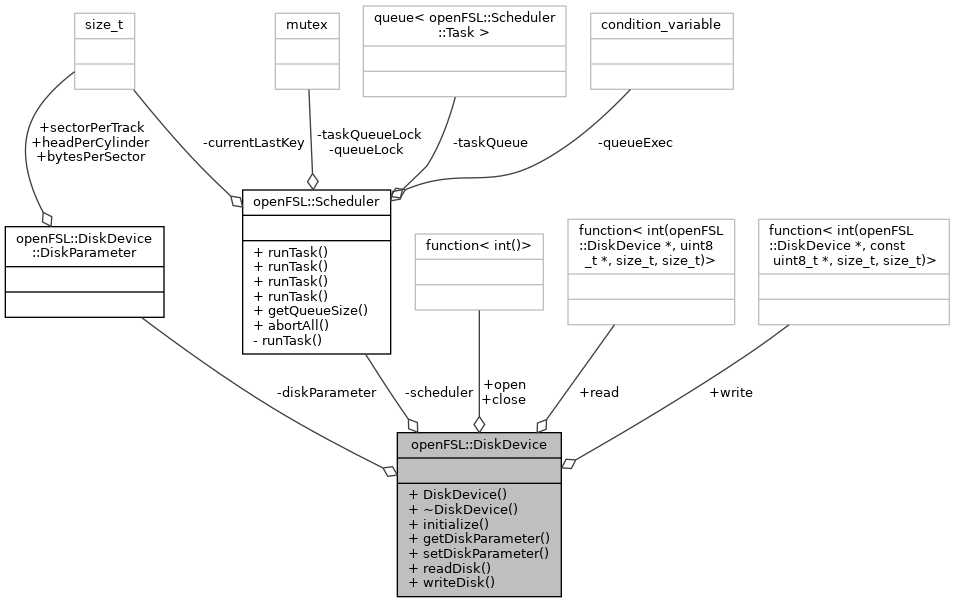 size_t
mutex
queue< openFSL::Scheduler
::Task >
condition_variable
+sectorPerTrack
+headPerCylinder
+bytesPerSector
-currentLastKey
-taskQueueLock
-queueLock
-taskQueue
-queueExec
openFSL::DiskDevice
::DiskParameter
openFSL::Scheduler
+ runTask()
+ runTask()
+ runTask()
+ runTask()
+ getQueueSize()
+ abortAll()
- runTask()
function< int()>
function< int(openFSL
::DiskDevice *, uint8
_t *, size_t, size_t)>
function< int(openFSL
::DiskDevice *, const
uint8_t *, size_t, size_t)>
-diskParameter
-scheduler
+open
+close
+read
+write
openFSL::DiskDevice
+ DiskDevice()
+ ~DiskDevice()
+ initialize()
+ getDiskParameter()
+ setDiskParameter()
+ readDisk()
+ writeDisk()